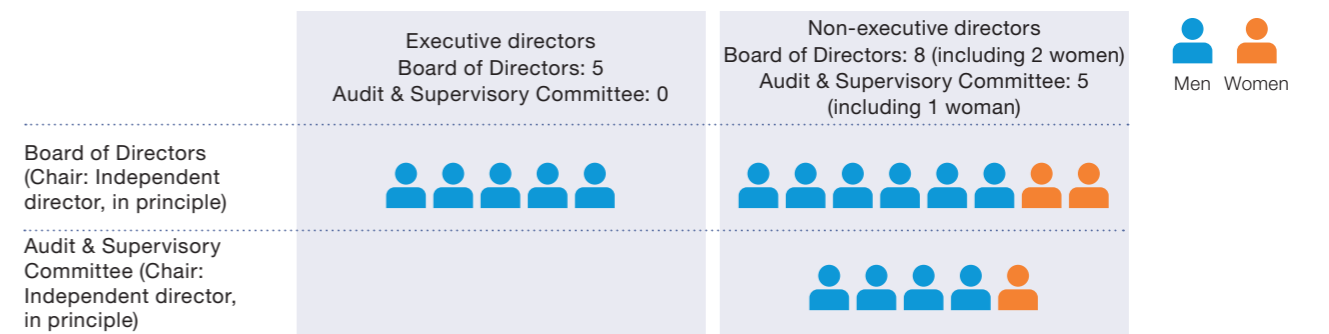 Executive directors
Board of Directors: 5
Audit & Supervisory Committee: 0
Non-executive directors
Board of Directors: 8 (including 2 women)
Audit & Supervisory Committee: 5
(including 1 woman)
Men Women
Board of Directors
(Chair: Independent
director, in principle)
Audit & Supervisory
Committee (Chair:
Independent director,
in principle)